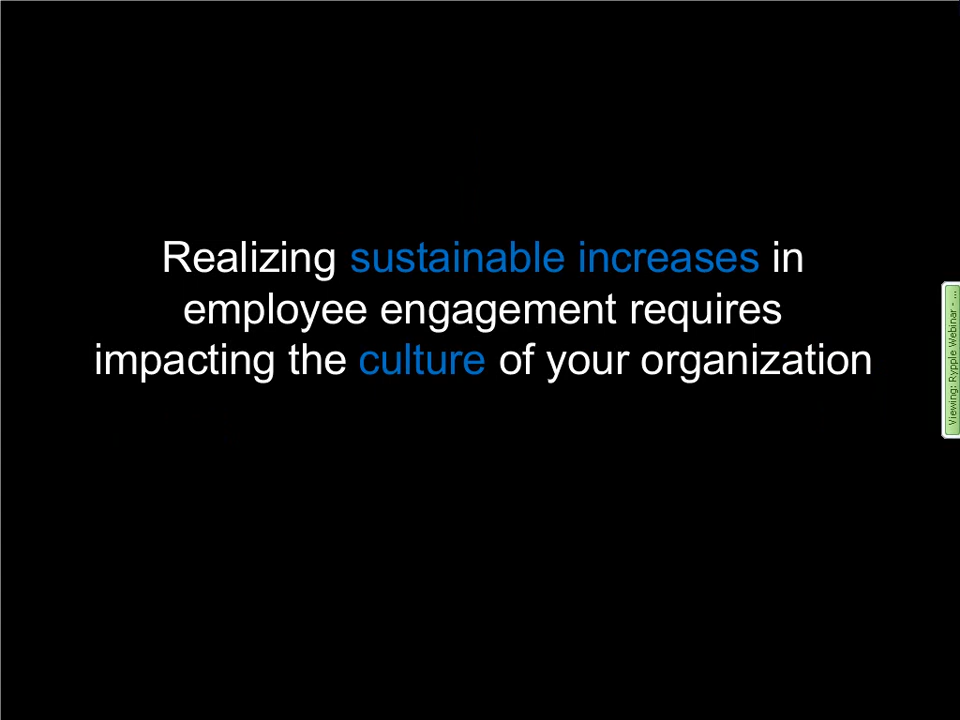 Realizing sustainable increases in
employee engagement requires
impacting the culture of your organization
Viewing: Rypple Webinar - ...